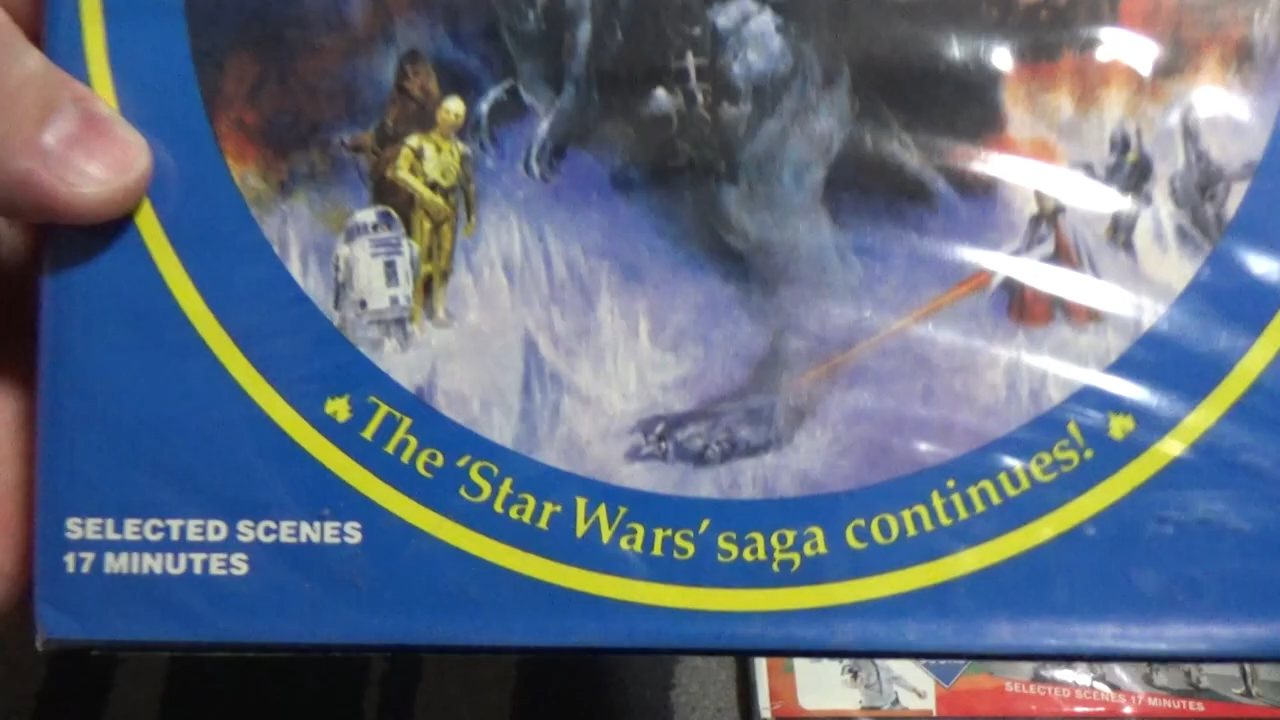 The 'Star Wars' saga continues!
SELECTED SCENES
17 MINUTES
SELECTED SCENES 17 MINUTES